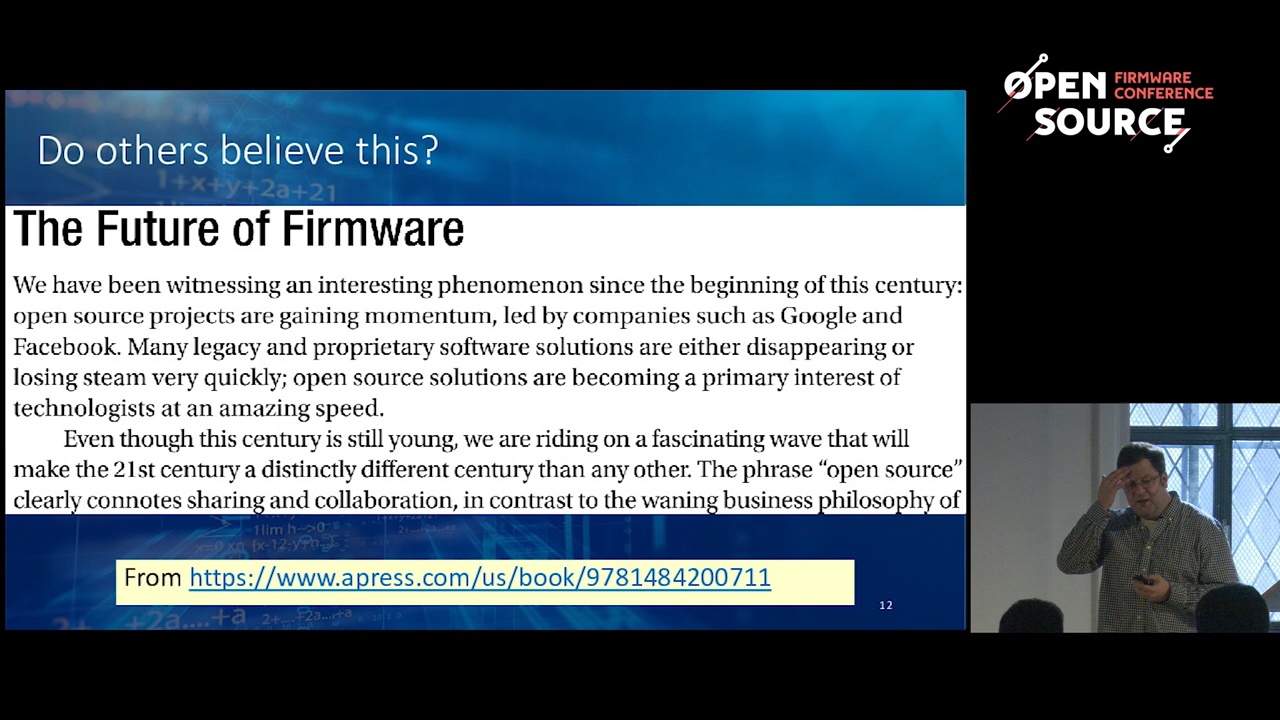 OPEN FIRMWARE
CONFERENCE
SOURCE
Do others believe this?
1+x+y+2a+21
The Future of Firmware
We have been witnessing an interesting phenomenon since the beginning of this century:
open source projects are gaining momentum, led by companies such as Google and
Facebook. Many legacy and proprietary software solutions are either disappearing or
losing steam very quickly; open source solutions are becoming a primary interest of
technologists at an amazing speed.
Even though this century is still young, we are riding on a fascinating wave that will
make the 21st century a distinctly different century than any other. The phrase “open source”
clearly connotes sharing and collaboration, in contrast to the waning business philosophy of
From https://www.apress.com/us/book/9781484200711
12